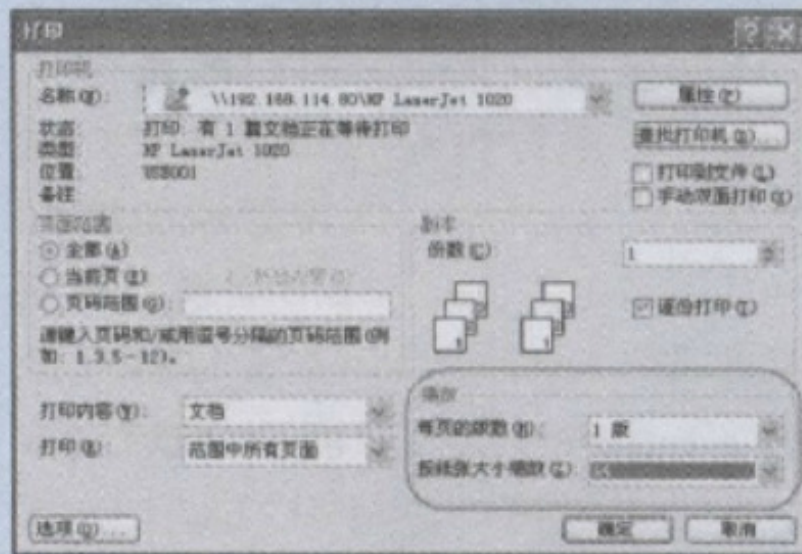 打印
打印机
名称(N): \\192.168.114.80\HP LaserJet 1020 属性(P)
状态: 打印: 有 1 篇文档正在等待打印 查找打印机(D)...
类型: HP LaserJet 1020
位置: USB001 打印到文件(L)
备注 手动双面打印(X)
页面范围 副本
全部(A) 份数(C): 1
当前页(E)
页码范围(G): 逐份打印(T)
请键入页码和/或用逗号分隔的页码范围(例
如: 1,3,5-12)。
缩放
打印内容(W): 文档 每页的版数(H): 1 版
打印(R): 范围中所有页面 按纸张大小缩放(Z):
选项(O)... 确定 取消